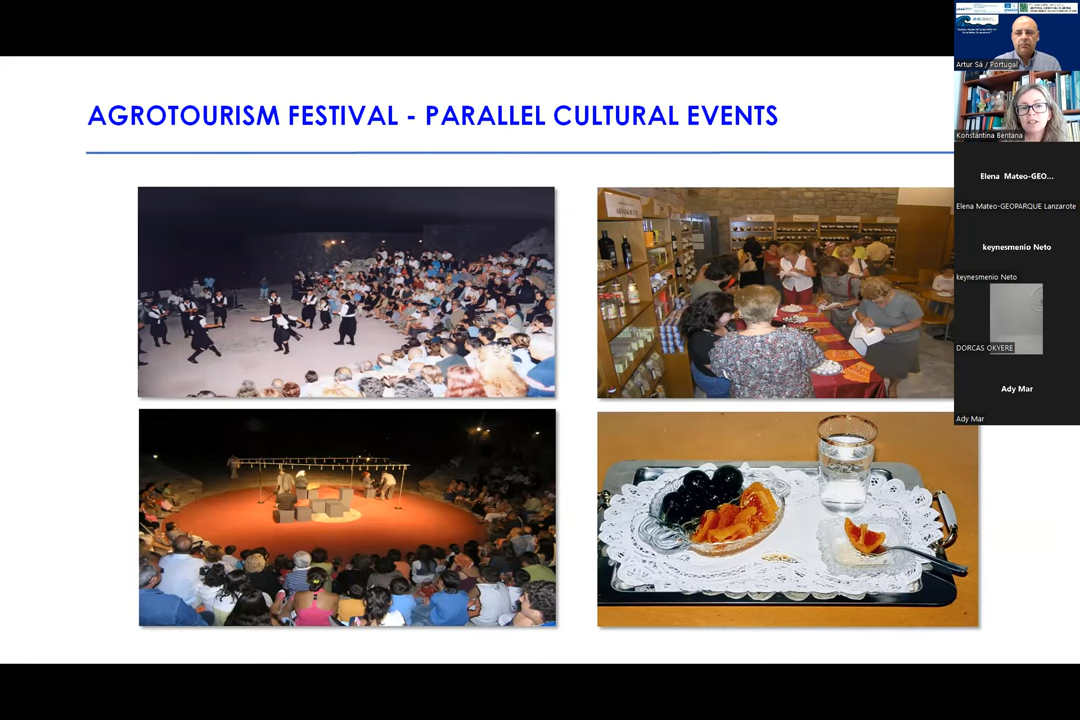 AGROTOURISM FESTIVAL - PARALLEL CULTURAL EVENTS
Artur Sá / Portugal
Konstantina Bentana
Elena Mateo-GEO...
Elena Mateo-GEOPARQUE Lanzarote
keynesmenio Neto
keynesmenio Neto
DORCAS OKYERE
Ady Mar
Ady Mar